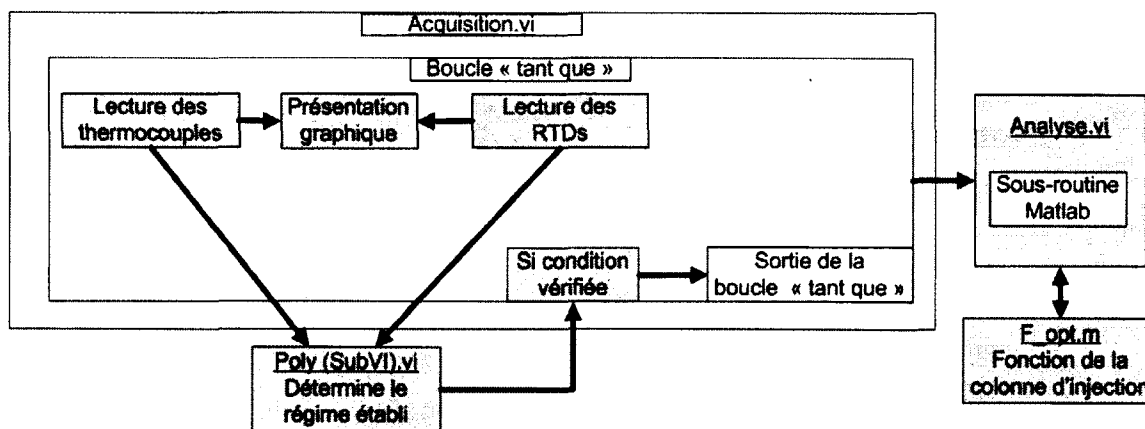 Acquisition.vi
Boucle « tant que »
Lecture des
thermocouples
Présentation
graphique
Lecture des
RTDs
Analyse.vi
Sous-routine
Matlab
Si condition
vérifiée
Sortie de la
boucle « tant que »
Poly (SubVI).vi
Détermine le
régime établi
F_opt.m
Fonction de la
colonne d'injection